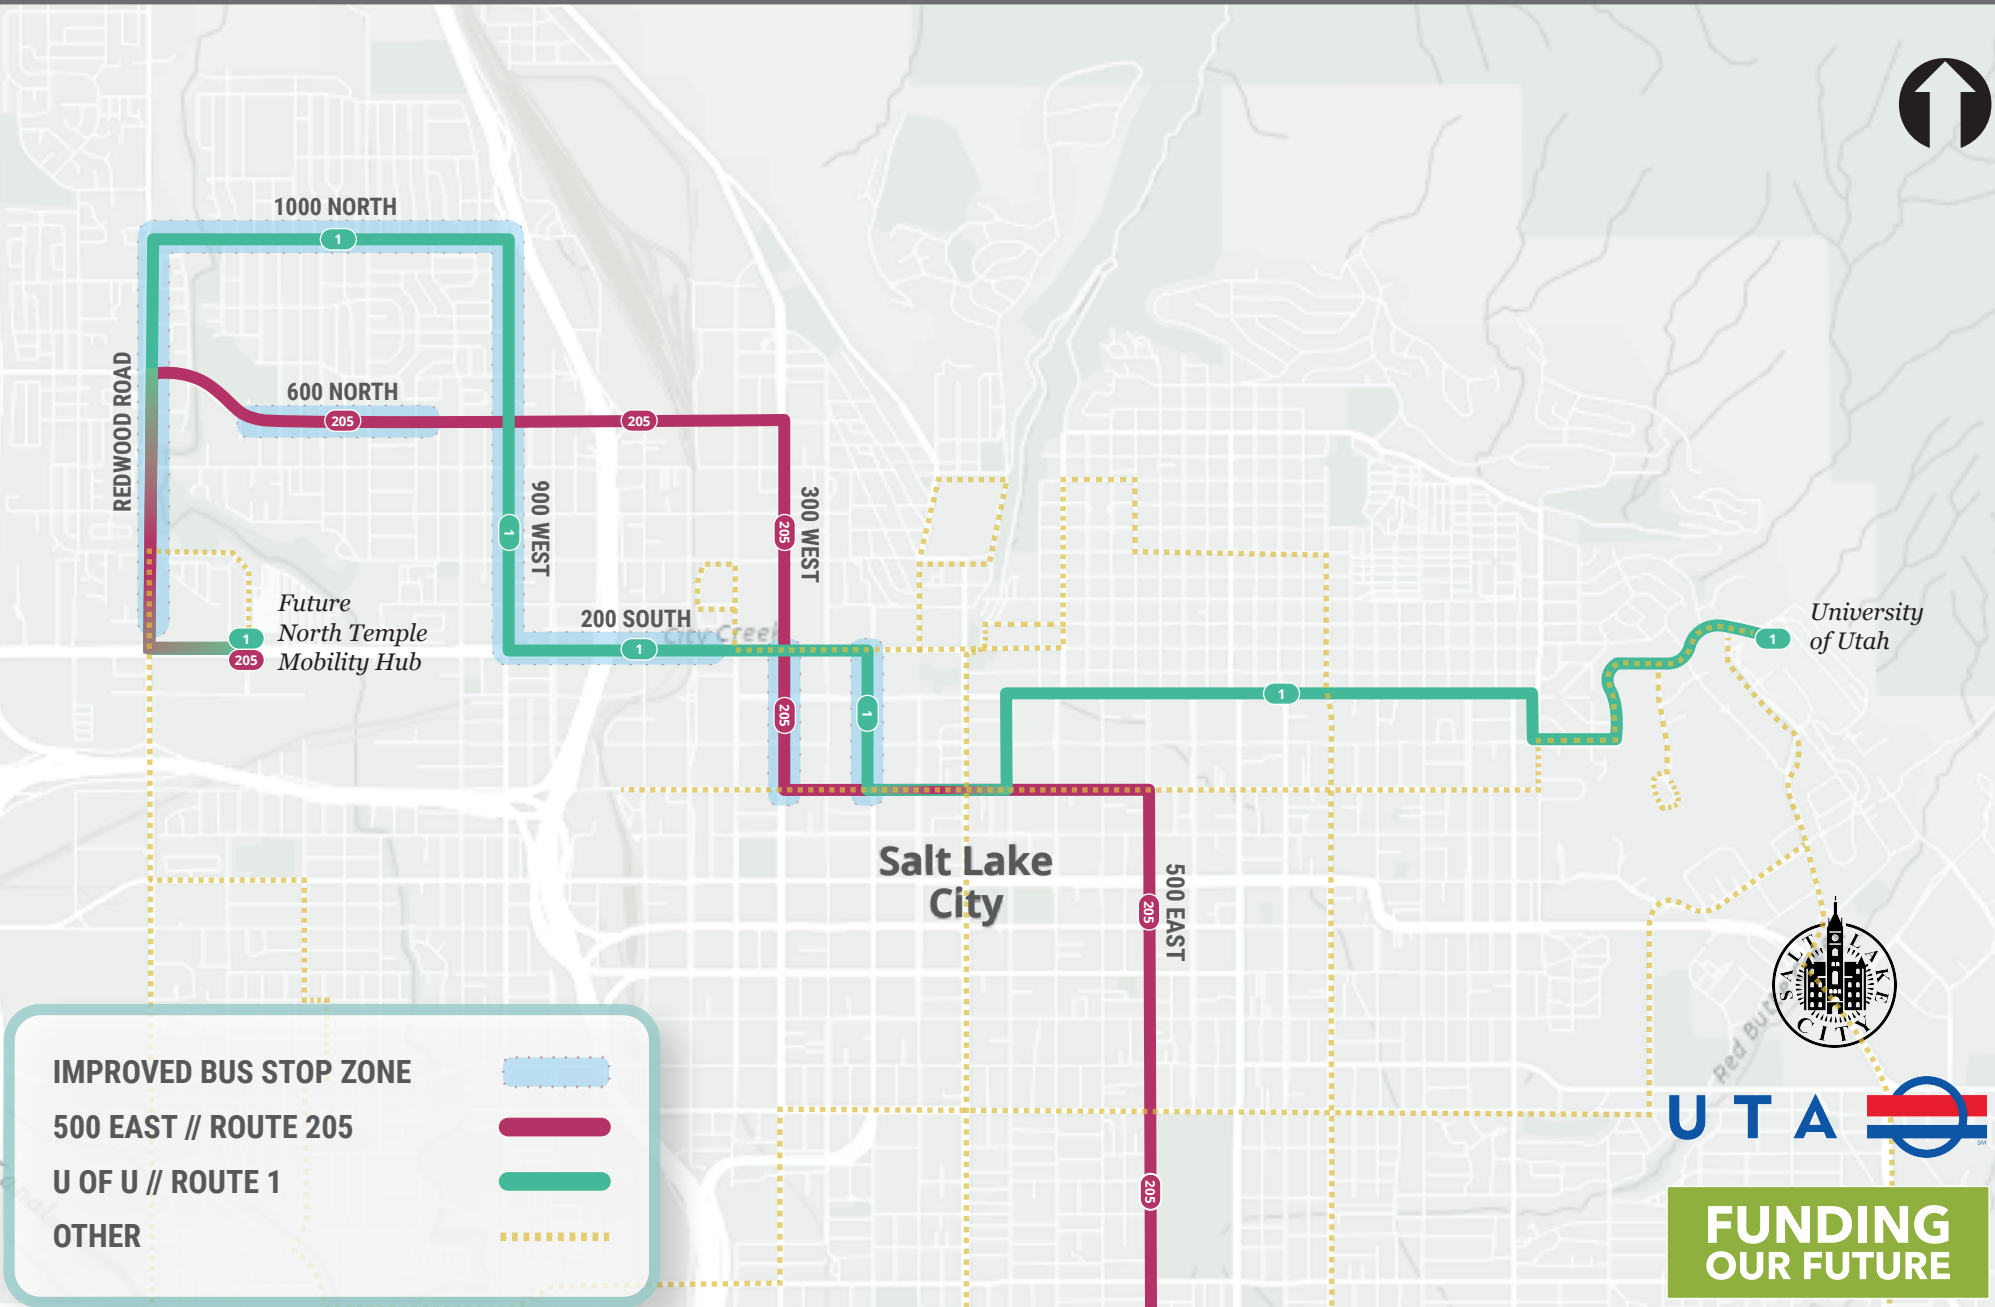 1000 NORTH
1
REDWOOD ROAD
600 NORTH
205
205
900 WEST
1
300 WEST
205
Future
North Temple
Mobility Hub
1
205
200 SOUTH
City Creek
1
205
1
1
University
of Utah
1
Salt Lake
City
205
500 EAST
205
SALT LAKE
CITY
Red Butte
UTA
SM
FUNDING
OUR FUTURE
IMPROVED BUS STOP ZONE
500 EAST // ROUTE 205
U OF U // ROUTE 1
OTHER